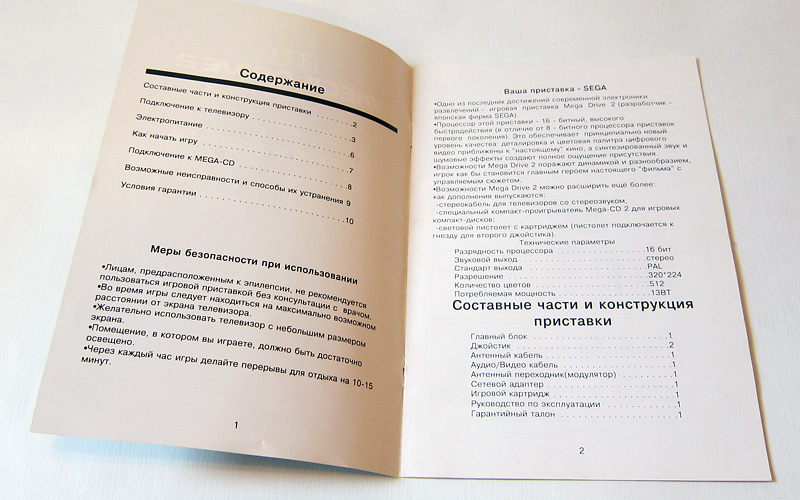 Содержание
Составные части и конструкция приставки . . . . . . . .2
Подключение к телевизору . . . . . . . . . . . . . . . .3
Электропитание . . . . . . . . . . . . . . . . . . . . .6
Как начать игру . . . . . . . . . . . . . . . . . . . . .7
Подключение к MEGA-CD . . . . . . . . . . . . . . . . .8
Возможные неисправности и способы их устранения 9
Условия гарантии . . . . . . . . . . . . . . . . . . . .10
Меры безопасности при использовании
•Лицам, предрасположенным к эпилепсии, не рекомендуется
пользоваться игровой приставкой без консультации с врачом.
•Во время игры следует находиться на максимально возможном
расстоянии от экрана телевизора.
•Желательно использовать телевизор с небольшим размером
экрана.
•Помещение, в котором вы играете, должно быть достаточно
освещено.
•Через каждый час игры делайте перерывы для отдыха на 10-15
минут.
1
Ваша приставка - SEGA
•Одно из последних достижений современной электроники
развлечений - игровая приставка Mega Drive 2 (разработчик -
японская фирма SEGA).
•Процессор этой приставки - 16 - битный, высокого
быстродействия (в отличие от 8 - битного процессора приставок
первого поколения). Это обеспечивает принципиально новый
уровень качества: деталировка и цветовая палитра цифрового
видео приближены к "настоящему" кино, а синтезированный звук и
шумовые эффекты создают полное ощущение присутствия.
•Возможности Mega Drive 2 поражают динамикой и разнообразием,
игрок как бы становится главным героем настоящего "фильма" с
управляемым сюжетом.
•Возможности Mega Drive 2 можно расширить ещё более:
как дополнения выпускаются:
-стереокабель для телевизоров со стереозвуком;
-специальный компакт-проигрыватель Mega-CD 2 для игровых
компакт-дисков;
-световой пистолет с картриджем (пистолет подключается к
гнезду для второго джойстика).
Технические параметры
Разрядность процессора . . . . . . . . . . . .16 бит
Звуковой выход . . . . . . . . . . . . . . . . .стерео
Стандарт выхода . . . . . . . . . . . . . . . .PAL
Разрешение . . . . . . . . . . . . . . . . . . .320*224
Количество цветов . . . . . . . . . . . . . . .512
Потребляемая мощность . . . . . . . . . . . .13ВТ
Составные части и конструкция
приставки
Главный блок . . . . . . . . . . . . . . . . . . .1
Джойстик . . . . . . . . . . . . . . . . . . . . .2
Антенный кабель . . . . . . . . . . . . . . . . .1
Аудио/Видео кабель . . . . . . . . . . . . . . .1
Антенный переходник(модулятор) . . . . . . . .1
Сетевой адаптер . . . . . . . . . . . . . . . . .1
Игровой картридж . . . . . . . . . . . . . . . .1
Руководство по эксплуатации . . . . . . . . . .1
Гарантийный талон . . . . . . . . . . . . . . . .1
2